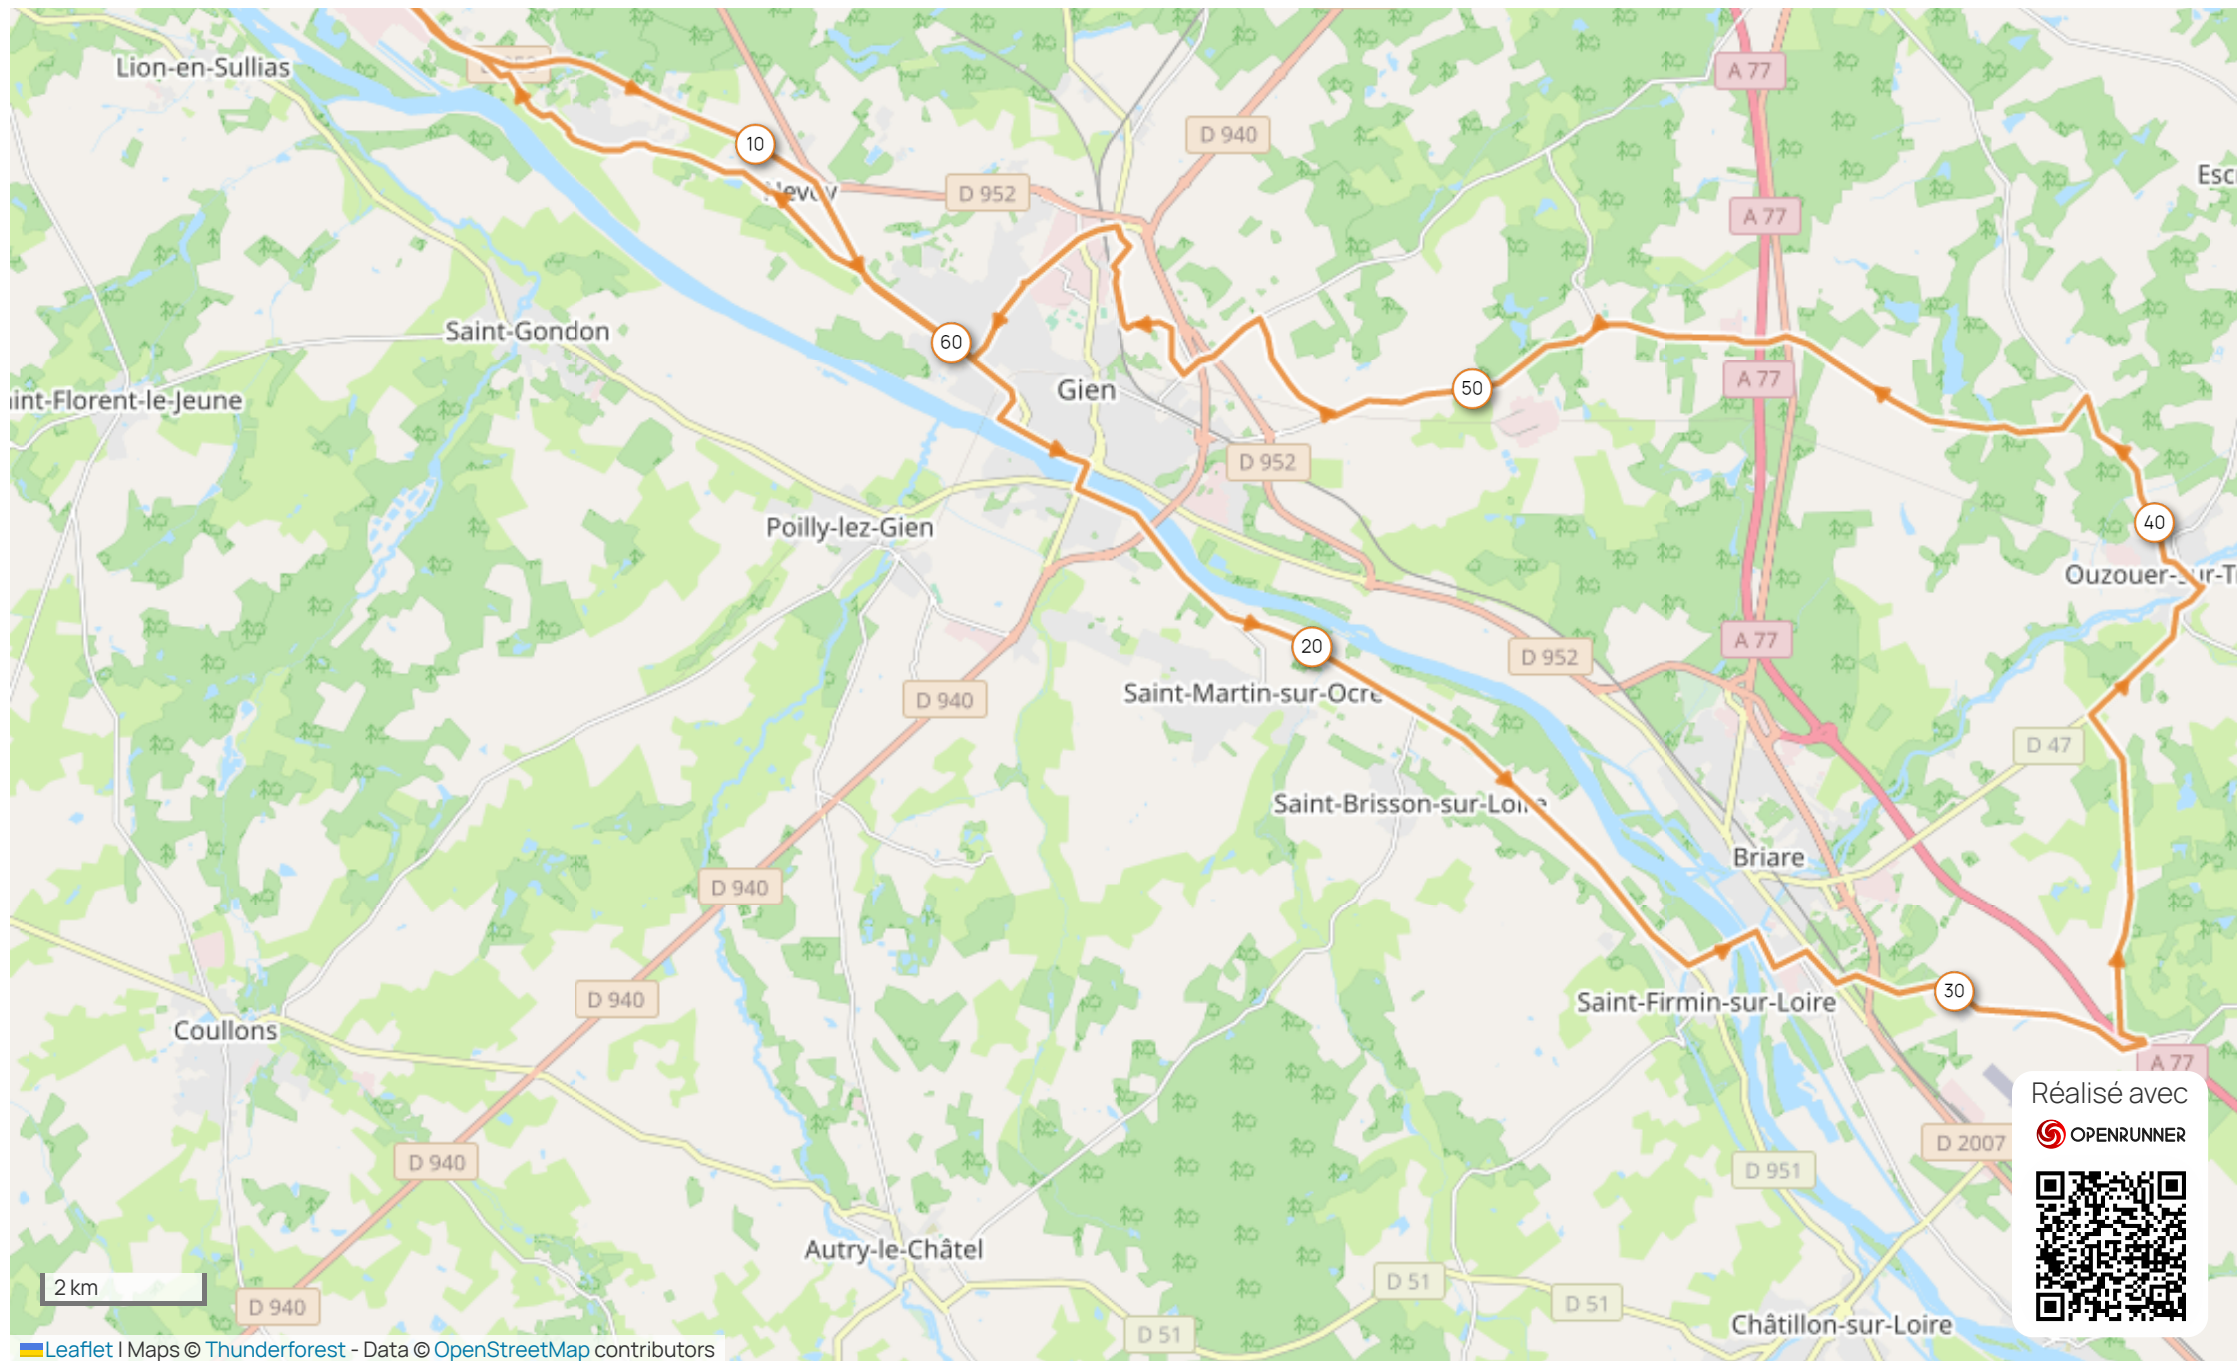 Lion-en-Sullias
A 77
10
D 940
Nevoy
D 952
A 77
Saint-Gondon
60
Gien
A 77
50
int-Florent-le-Jeune
D 952
Poilly-lez-Gien
40
20
D 952
A 77
D 940
Saint-Martin-sur-Ocre
D 47
Saint-Brisson-sur-Loire
Briare
D 940
30
D 940
Saint-Firmin-sur-Loire
Coullons
A 77
Réalisé avec
OPENRUNNER
D 2007
D 940
D 951
Autry-le-Châtel
2 km
D 940
D 51
D 51
D 51
Châtillon-sur-Loire
Leaflet | Maps © Thunderforest - Data © OpenStreetMap contributors